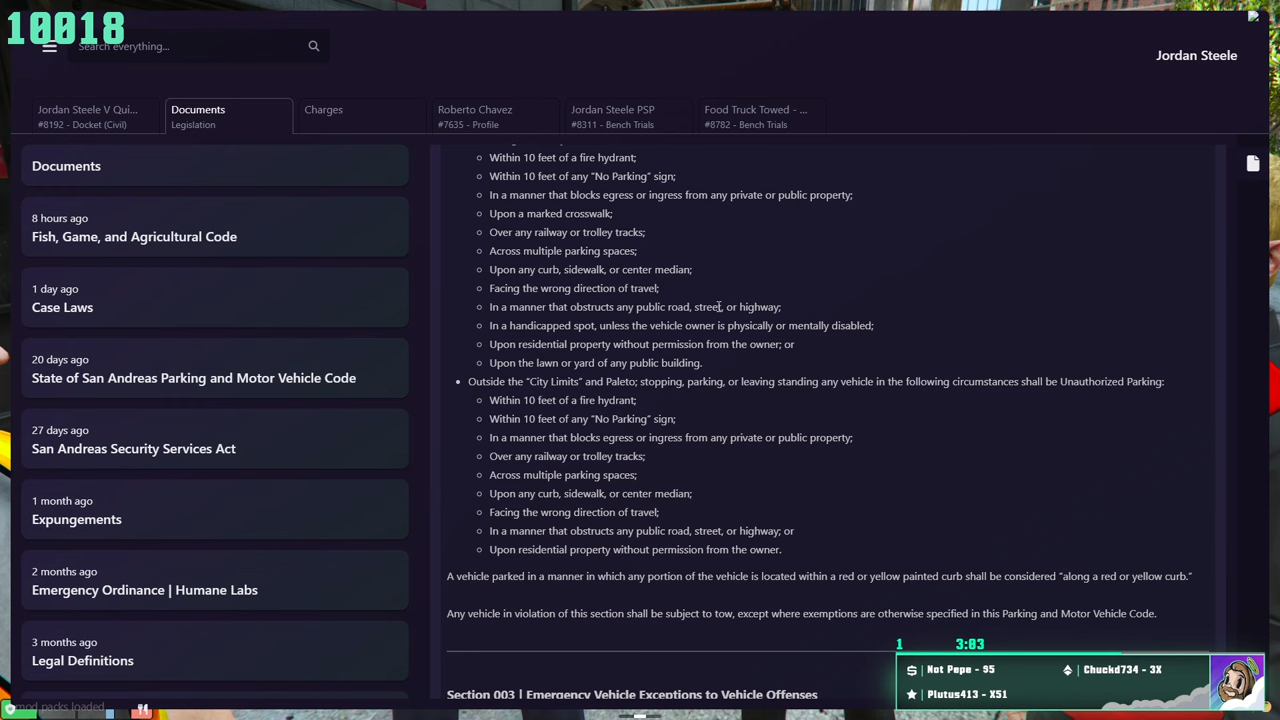 10018
Search everything...
Jordan Steele
Jordan Steele V Qui...
#8192 - Docket (Civil)
Documents
Legislation
Charges
Roberto Chavez
#7635 - Profile
Jordan Steele PSP
#8311 - Bench Trials
Food Truck Towed - ...
#8782 - Bench Trials
Documents
8 hours ago
Fish, Game, and Agricultural Code
1 day ago
Case Laws
20 days ago
State of San Andreas Parking and Motor Vehicle Code
27 days ago
San Andreas Security Services Act
1 month ago
Expungements
2 months ago
Emergency Ordinance | Humane Labs
3 months ago
Legal Definitions
Within 10 feet of a fire hydrant;
Within 10 feet of any "No Parking" sign;
In a manner that blocks egress or ingress from any private or public property;
Upon a marked crosswalk;
Over any railway or trolley tracks;
Across multiple parking spaces;
Upon any curb, sidewalk, or center median;
Facing the wrong direction of travel;
In a manner that obstructs any public road, street, or highway;
In a handicapped spot, unless the vehicle owner is physically or mentally disabled;
Upon residential property without permission from the owner; or
Upon the lawn or yard of any public building.
Outside the "City Limits" and Paleto; stopping, parking, or leaving standing any vehicle in the following circumstances shall be Unauthorized Parking:
Within 10 feet of a fire hydrant;
Within 10 feet of any "No Parking" sign;
In a manner that blocks egress or ingress from any private or public property;
Over any railway or trolley tracks;
Across multiple parking spaces;
Upon any curb, sidewalk, or center median;
Facing the wrong direction of travel;
In a manner that obstructs any public road, street, or highway; or
Upon residential property without permission from the owner.
A vehicle parked in a manner in which any portion of the vehicle is located within a red or yellow painted curb shall be considered "along a red or yellow curb."
Any vehicle in violation of this section shall be subject to tow, except where exemptions are otherwise specified in this Parking and Motor Vehicle Code.
Section 003 | Emergency Vehicle Exceptions to Vehicle Offenses
1 3:03
Not Pepe - 95
Chuckd734 - 3X
Plutus413 - X51
mod packs loaded